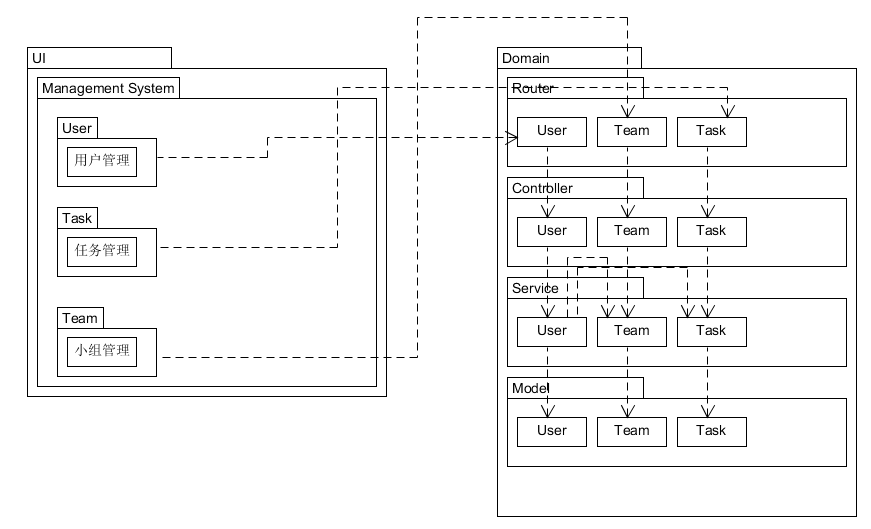 UI
Management System
User
用户管理
Task
任务管理
Team
小组管理
Domain
Router
User Team Task
Controller
User Team Task
Service
User Team Task
Model
User Team Task